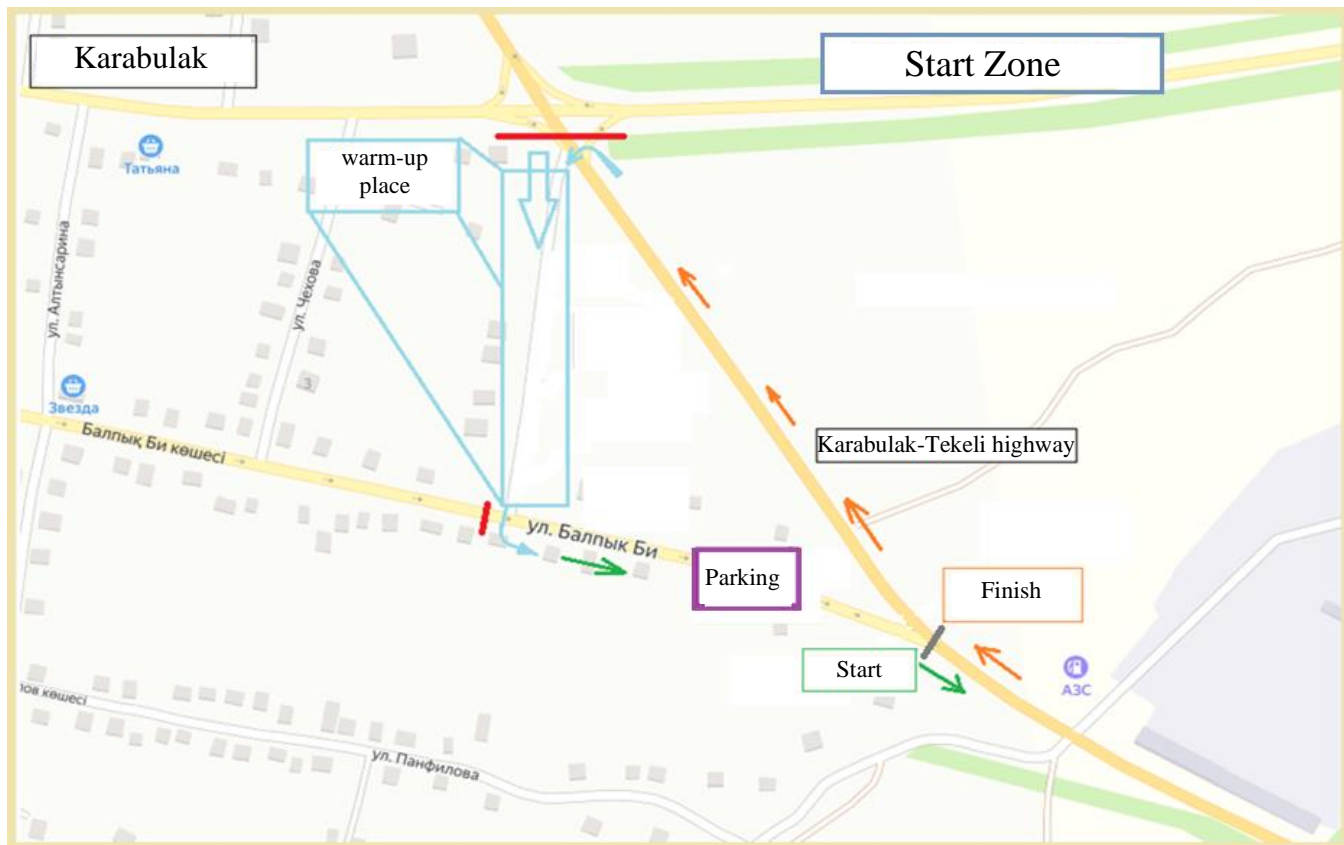 Karabulak
Start Zone
warm-up
place
Татьяна
ул. Алтынсарина
ул. Чехова
3
Звезда
Балпық Би көшесі
Karabulak-Tekeli highway
ул. Балпык Би
Parking
Finish
Start
АЗС
көшесі
ул. Панфилова